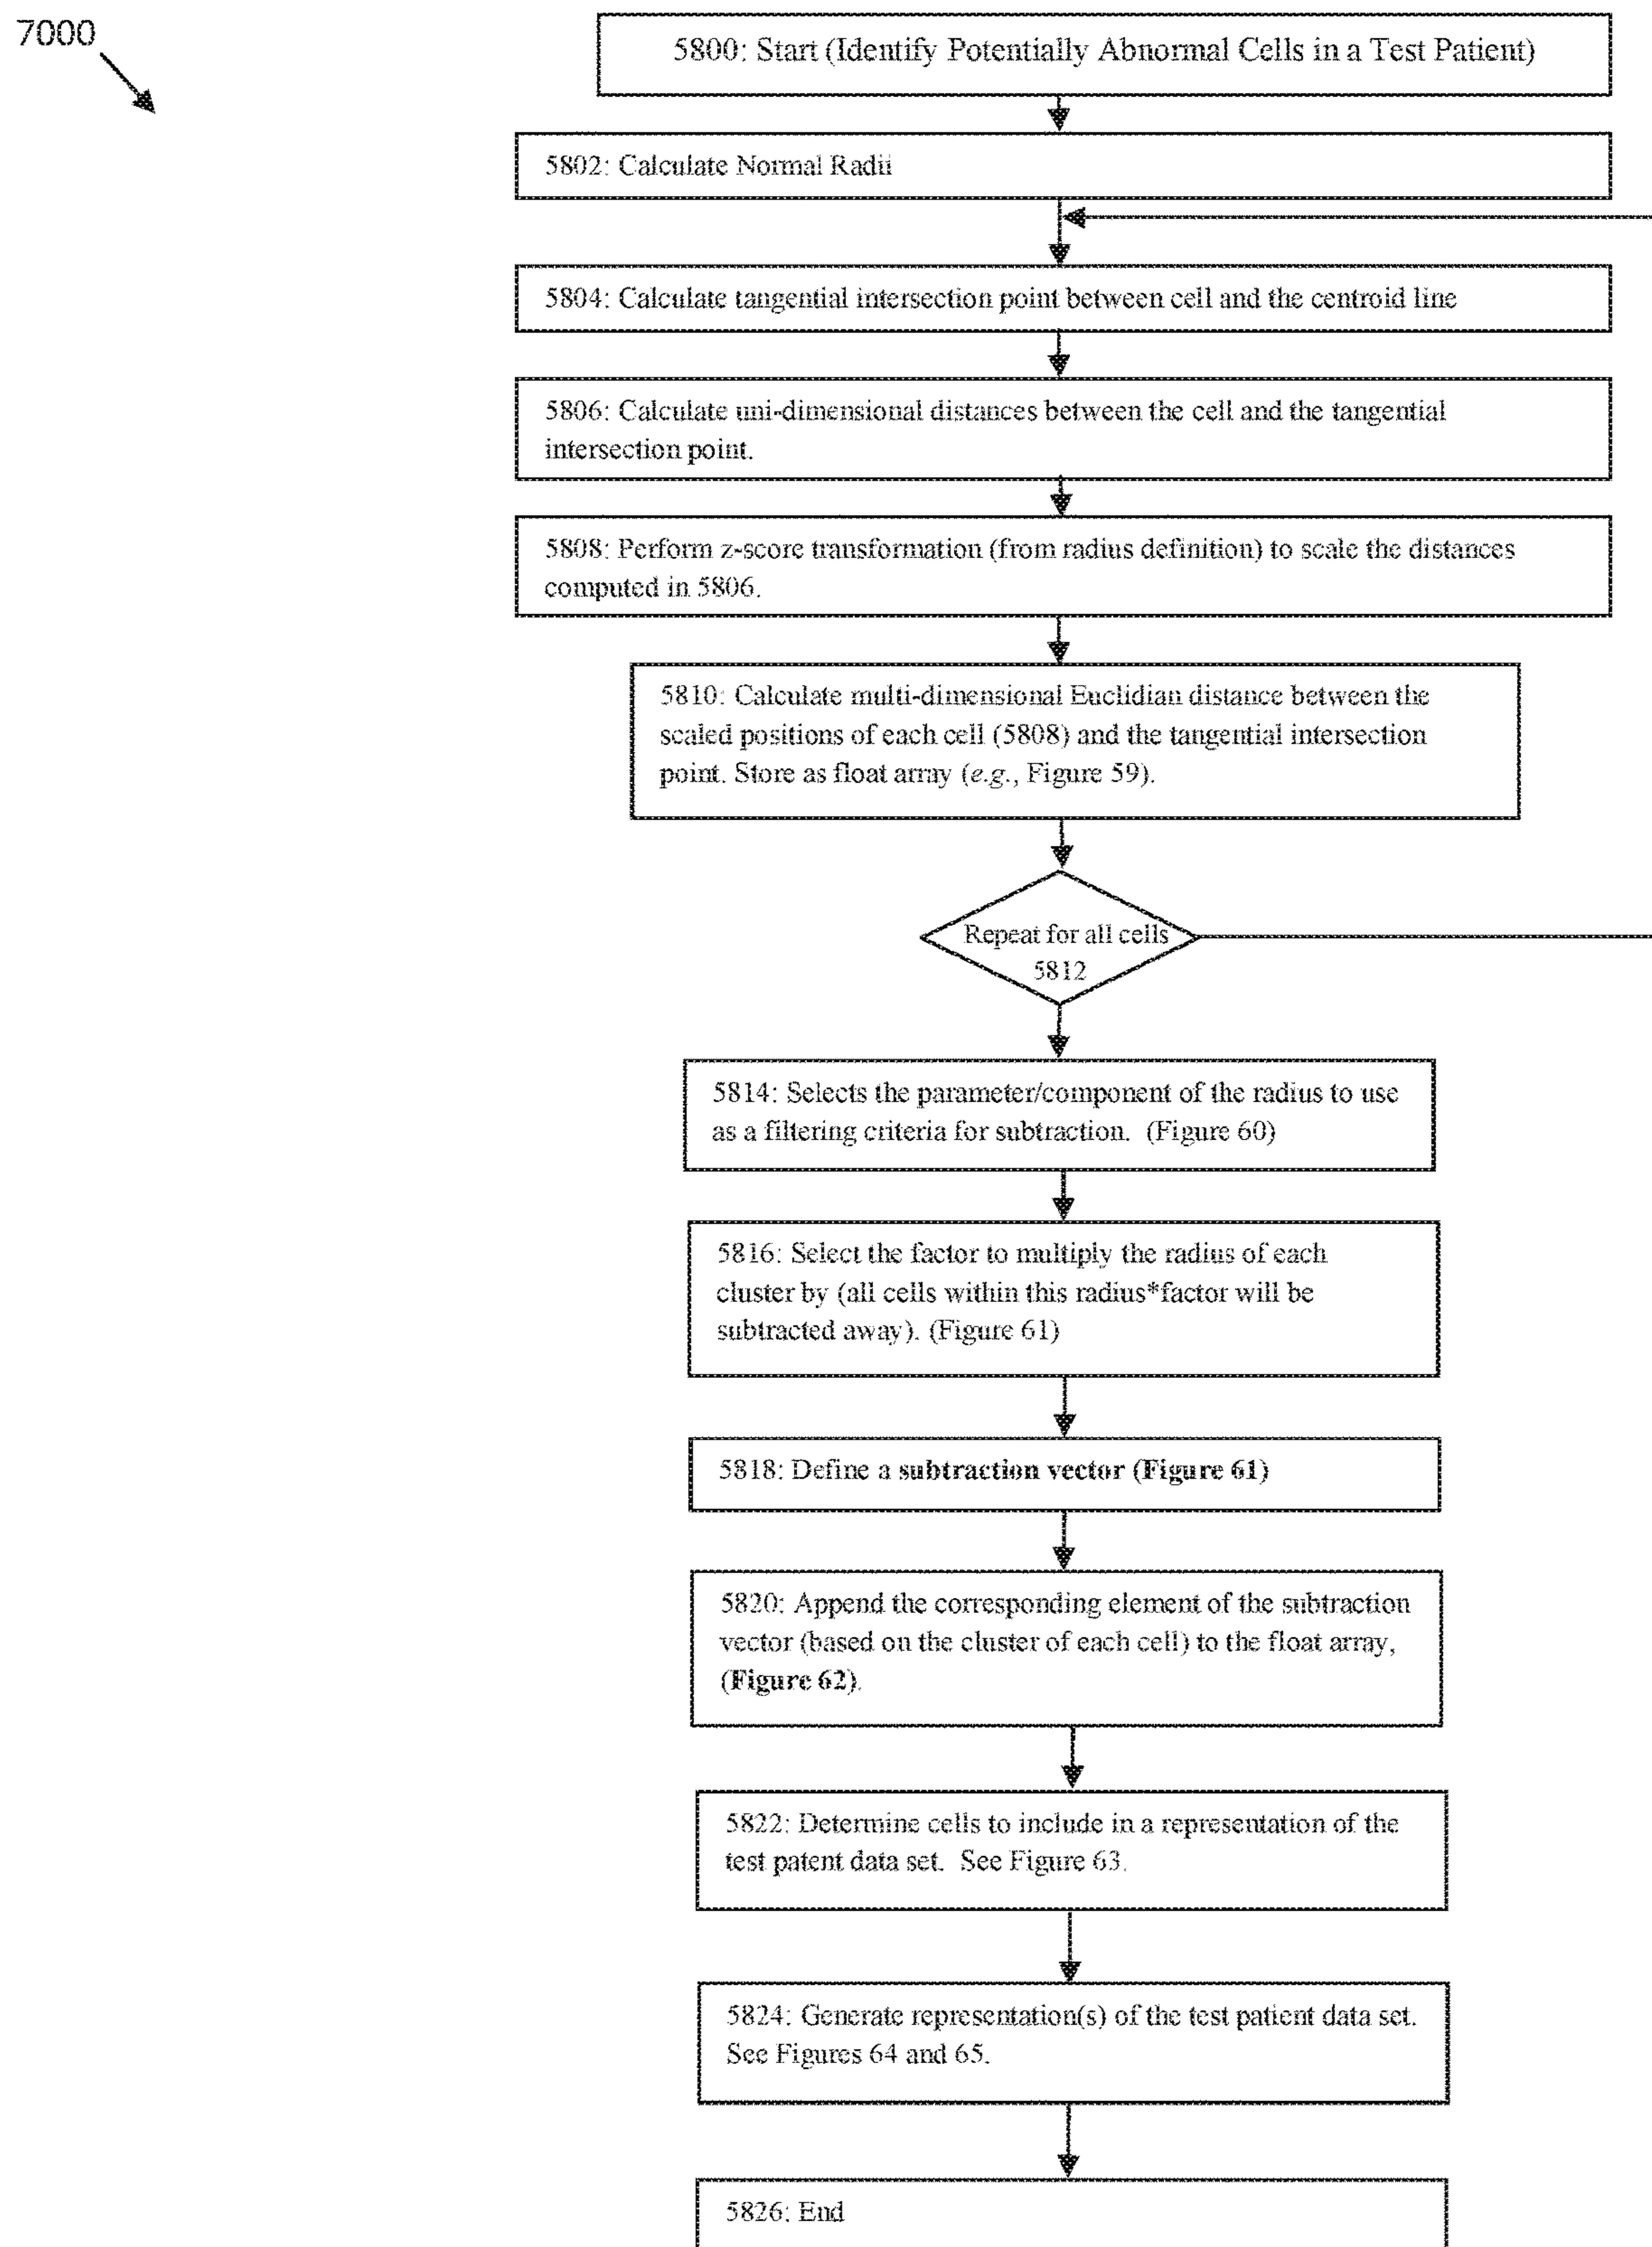 7000
5800: Start (Identify Potentially Abnormal Cells in a Test Patient)
5802: Calculate Normal Radii
5804: Calculate tangential intersection point between cell and the centroid line
5806: Calculate uni-dimensional distances between the cell and the tangential
intersection point.
5808: Perform z-score transformation (from radius definition) to scale the distances
computed in 5806.
5810: Calculate multi-dimensional Euclidian distance between the
scaled positions of each cell (5808) and the tangential intersection
point. Store as float array (e.g., Figure 59).
Repeat for all cells
5812
5814: Selects the parameter/component of the radius to use
as a filtering criteria for subtraction. (Figure 60)
5816: Select the factor to multiply the radius of each
cluster by (all cells within this radius*factor will be
subtracted away). (Figure 61)
5818: Define a subtraction vector (Figure 61)
5820: Append the corresponding element of the subtraction
vector (based on the cluster of each cell) to the float array,
(Figure 62).
5822: Determine cells to include in a representation of the
test patent data set. See Figure 63.
5824: Generate representation(s) of the test patient data set.
See Figures 64 and 65.
5826: End